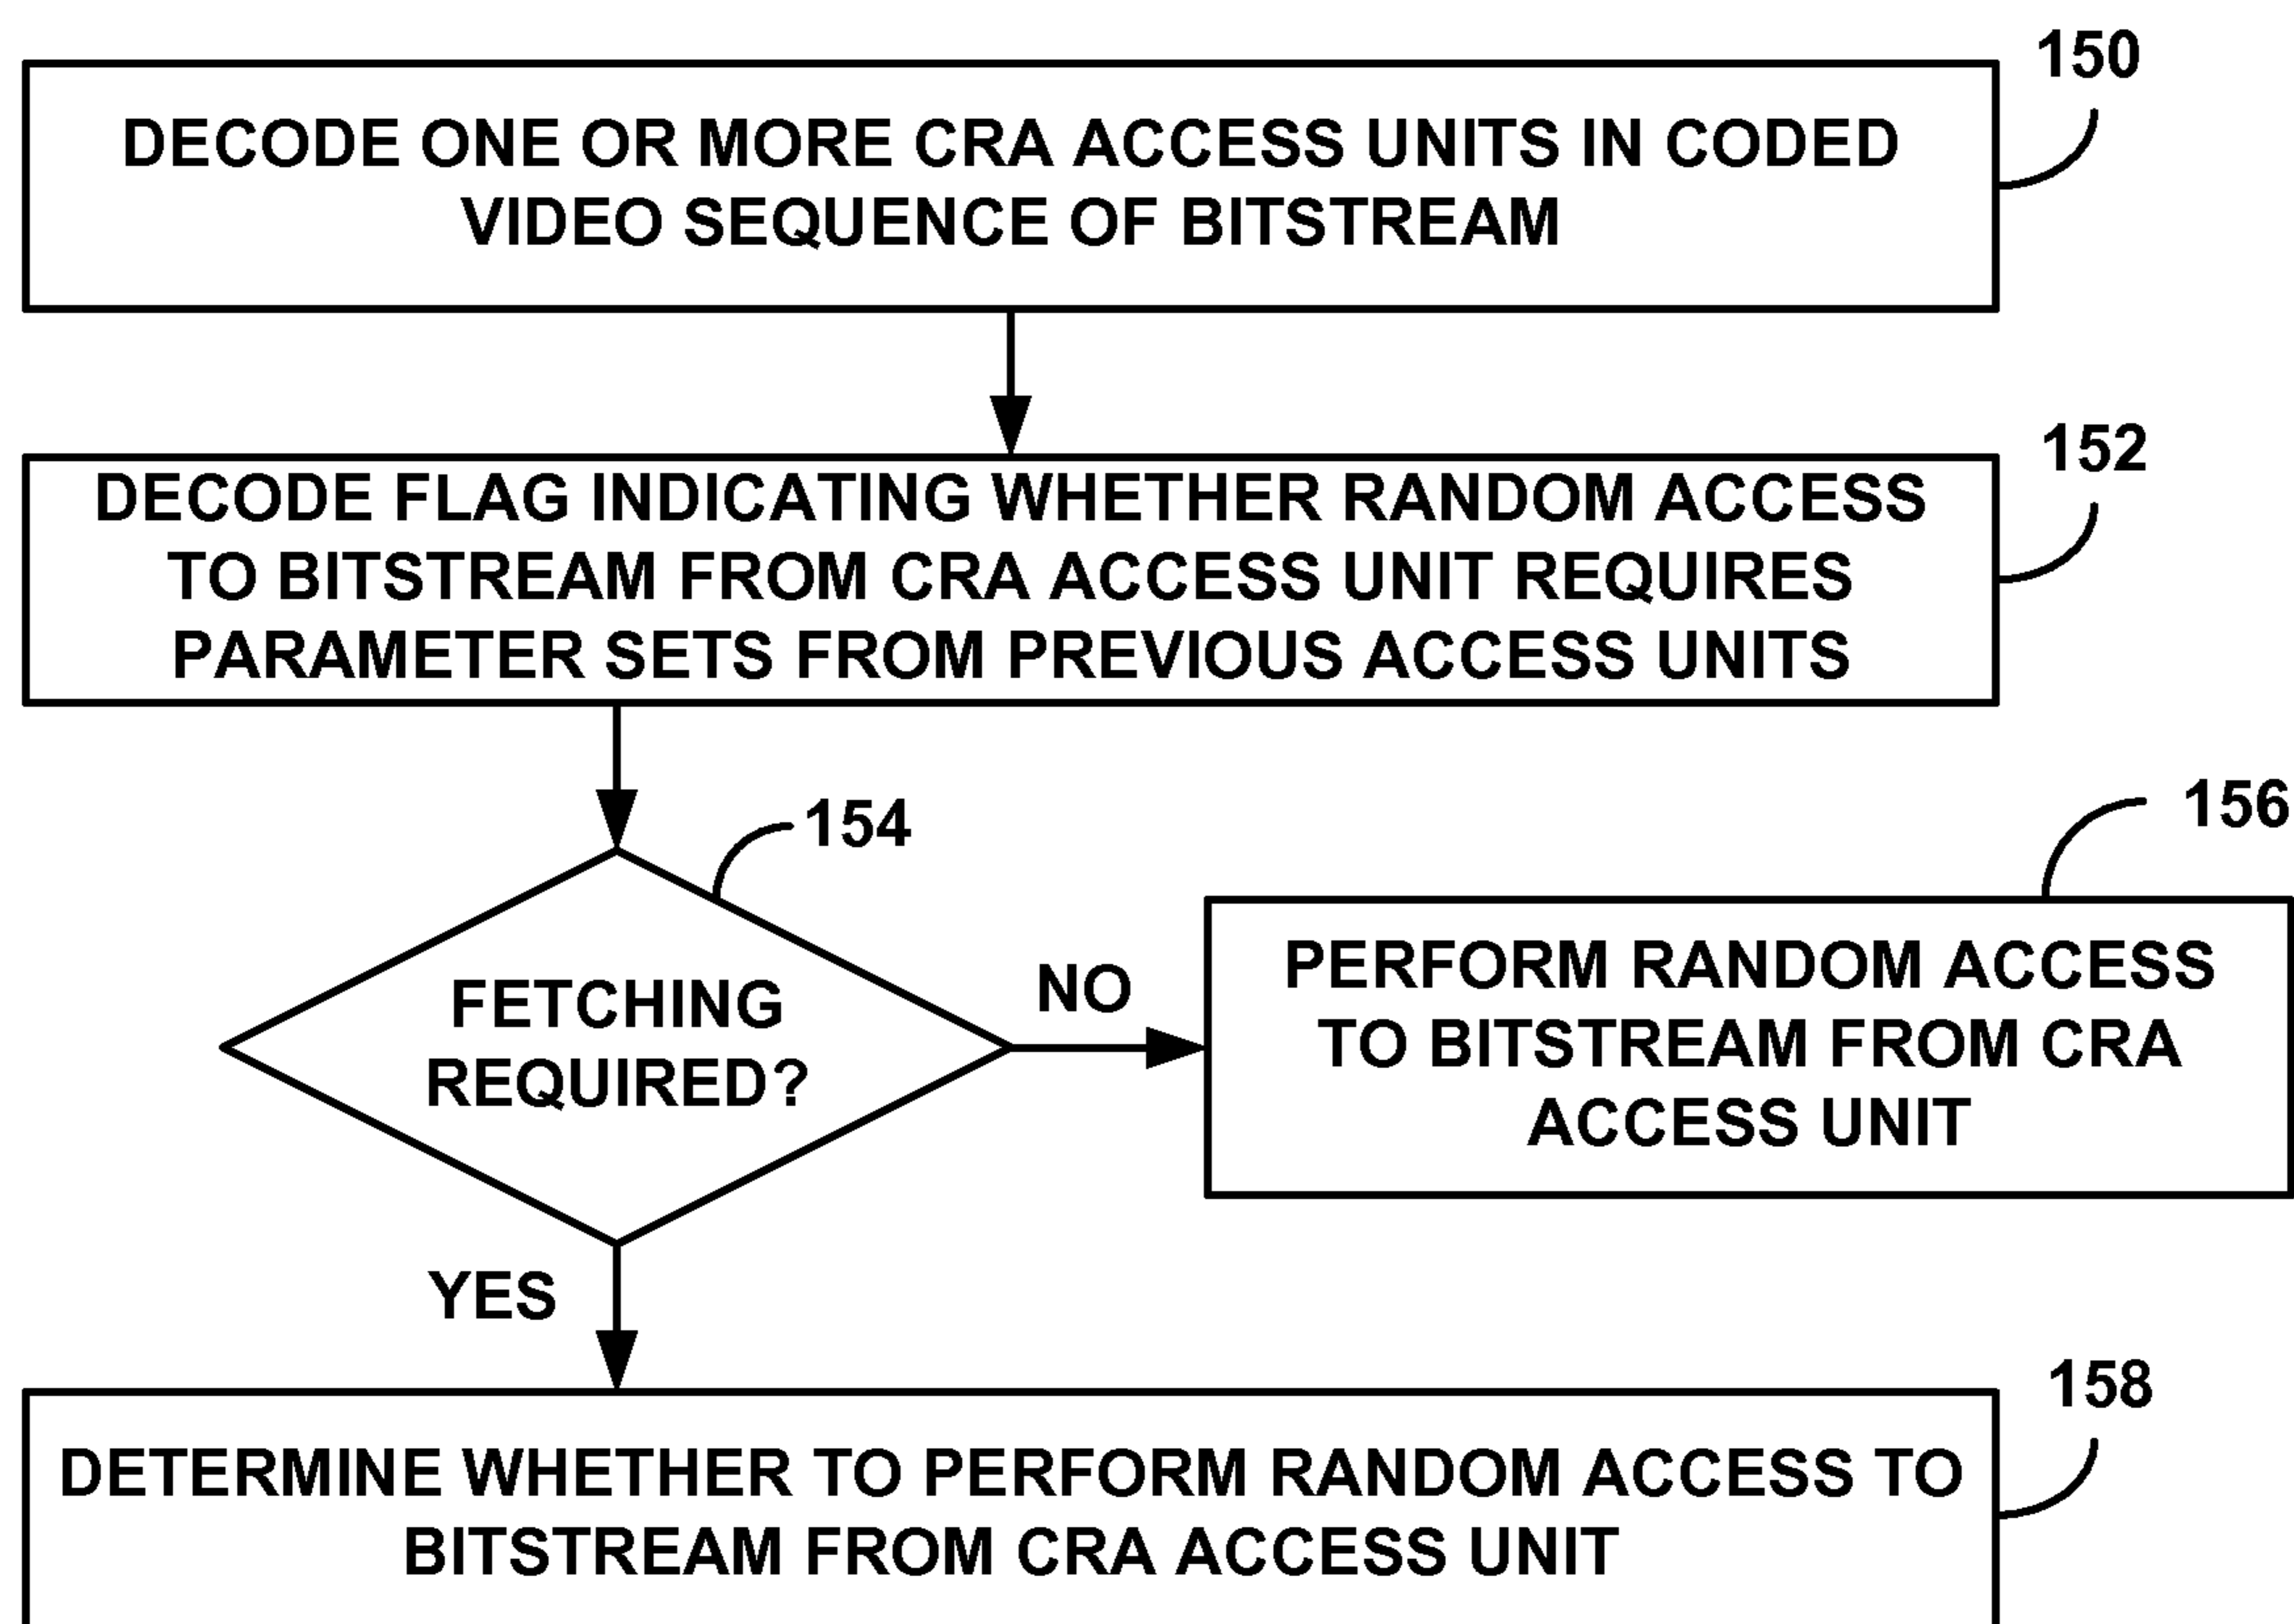 150
DECODE ONE OR MORE CRA ACCESS UNITS IN CODED
VIDEO SEQUENCE OF BITSTREAM
152
DECODE FLAG INDICATING WHETHER RANDOM ACCESS
TO BITSTREAM FROM CRA ACCESS UNIT REQUIRES
PARAMETER SETS FROM PREVIOUS ACCESS UNITS
154
FETCHING
REQUIRED?
NO
156
PERFORM RANDOM ACCESS
TO BITSTREAM FROM CRA
ACCESS UNIT
YES
158
DETERMINE WHETHER TO PERFORM RANDOM ACCESS TO
BITSTREAM FROM CRA ACCESS UNIT